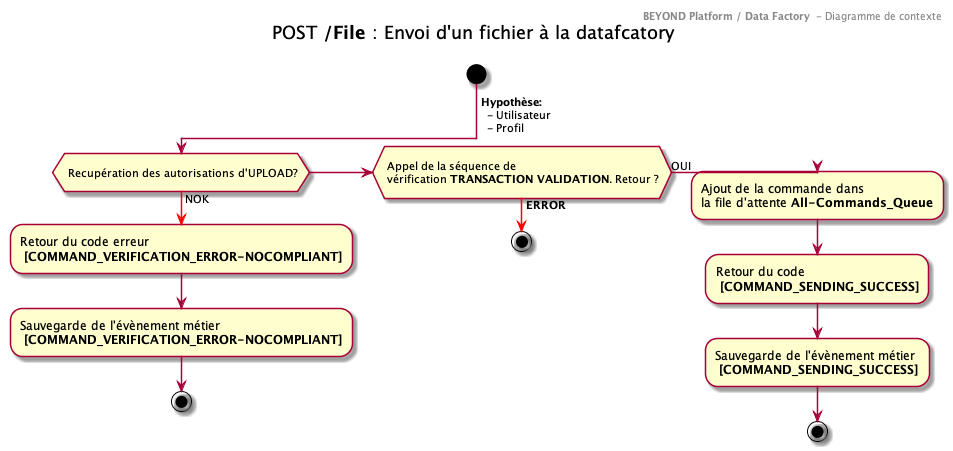 BEYOND Platform / Data Factory – Diagramme de contexte
POST /File : Envoi d'un fichier à la datafcatory
Hypothèse:
– Utilisateur
– Profil
Recupération des autorisations d'UPLOAD?
NOK
Retour du code erreur
[COMMAND_VERIFICATION_ERROR-NOCOMPLIANT]
Sauvegarde de l'évènement métier
[COMMAND_VERIFICATION_ERROR-NOCOMPLIANT]
Appel de la séquence de
vérification TRANSACTION VALIDATION. Retour ?
ERROR
OUI
Ajout de la commande dans
la file d'attente All-Commands_Queue
Retour du code
[COMMAND_SENDING_SUCCESS]
Sauvegarde de l'évènement métier
[COMMAND_SENDING_SUCCESS]